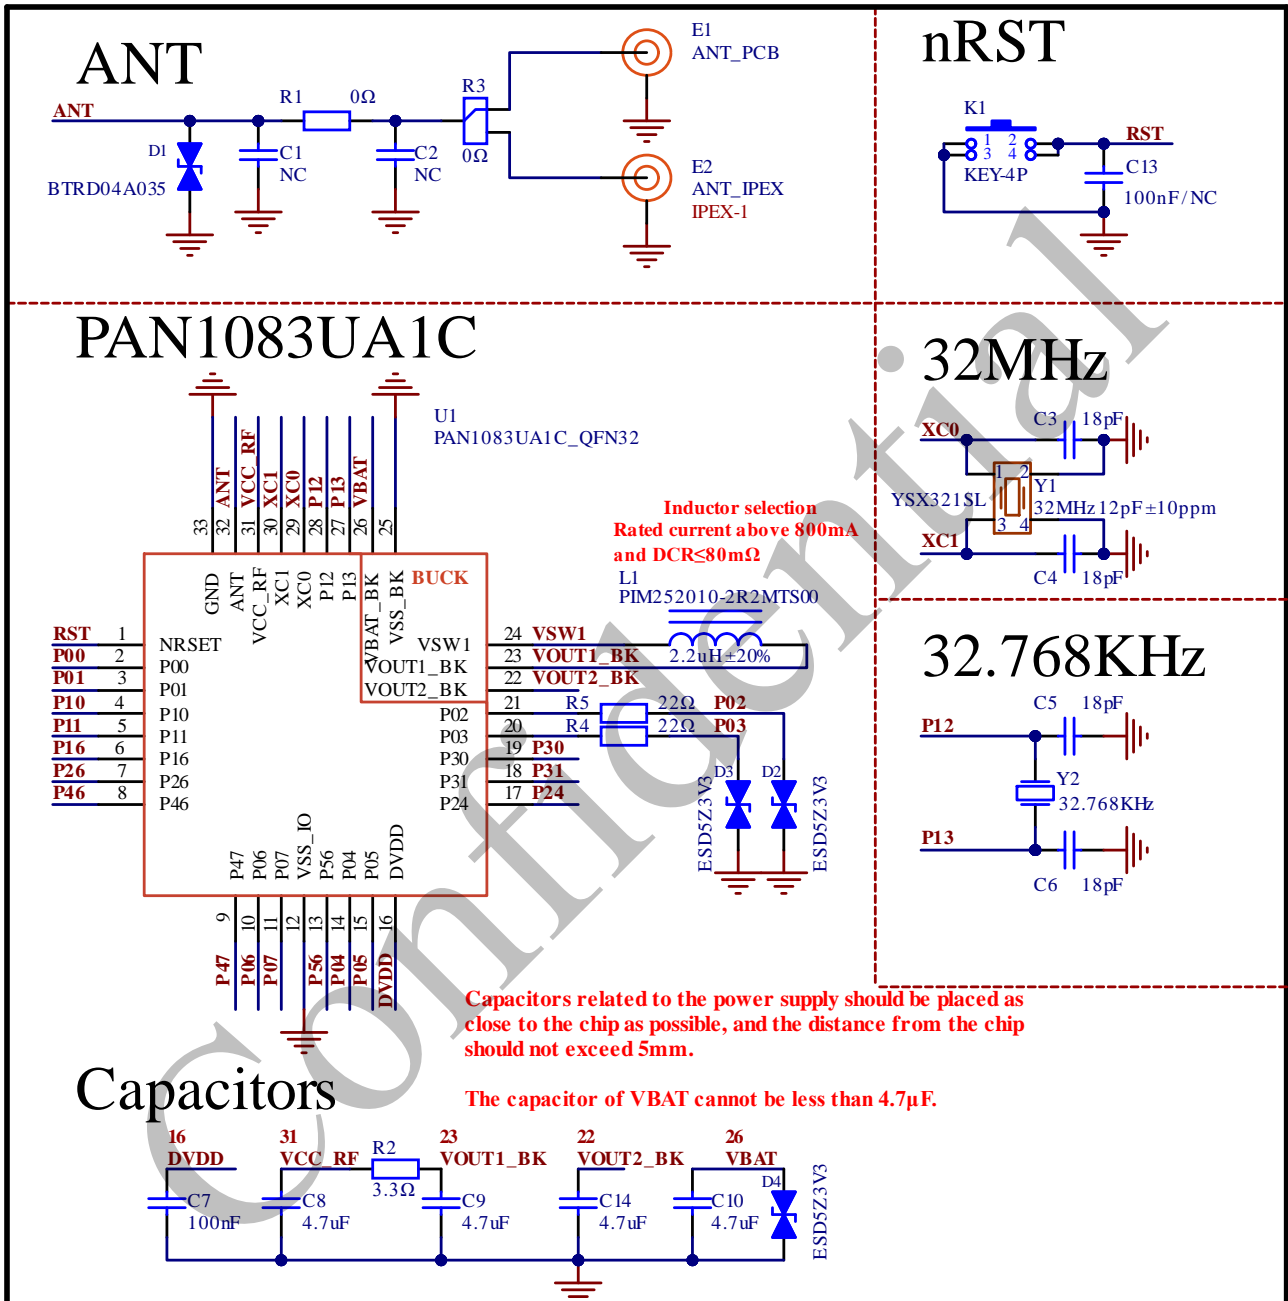 ANT
ANT
D1
BTRD04A035
C1
NC
R1 0Ω
C2
NC
R3
0Ω
E1
ANT_PCB
E2
ANT_IPEX
IPEX-1
nRST
K1
1 2
3 4
KEY-4P
RST
C13
100nF/NC
PAN1083UA1C
U1
PAN1083UA1C_QFN32
33
32 ANT
31 VCC_RF
30 XC1
29 XC0
28 P12
27 P13
26 VBAT
25
GND
ANT
VCC_RF
XC1
XC0
P12
P13
VBAT_BK
VSS_BK
BUCK
RST 1 NRSET
P00 2 P00
P01 3 P01
P10 4 P10
P11 5 P11
P16 6 P16
P26 7 P26
P46 8 P46
VSW1 24 VSW1
VOUT1_BK 23 VOUT1_BK
VOUT2_BK 22 VOUT2_BK
P02 21 R5 22Ω P02
P03 20 R4 22Ω P03
P30 19 P30
P31 18 P31
P24 17 P24
Inductor selection
Rated current above 800mA
and DCR≤80mΩ
L1
PIM252010-2R2MTS00
2.2uH±20%
D3
ESD5Z3V3
D2
ESD5Z3V3
P47
P06
P07
VSS_IO
P56
P04
P05
DVDD
9 P47
10 P06
11 P07
12
13 P56
14 P04
15 P05
16 DVDD
32MHz
XC0
C3 18pF
1 2
3 4
YSX321SL
Y1
32MHz12pF±10ppm
XC1
C4 18pF
32.768KHz
P12
C5 18pF
Y2
32.768KHz
P13
C6 18pF
Capacitors related to the power supply should be placed as
close to the chip as possible, and the distance from the chip
should not exceed 5mm.
The capacitor of VBAT cannot be less than 4.7μF.
Capacitors
16
DVDD
C7
100nF
31
VCC_RF
C8
4.7uF
R2
3.3Ω
23
VOUT1_BK
C9
4.7uF
22
VOUT2_BK
C14
4.7uF
26
VBAT
C10
4.7uF
D4
ESD5Z3V3
Confidential